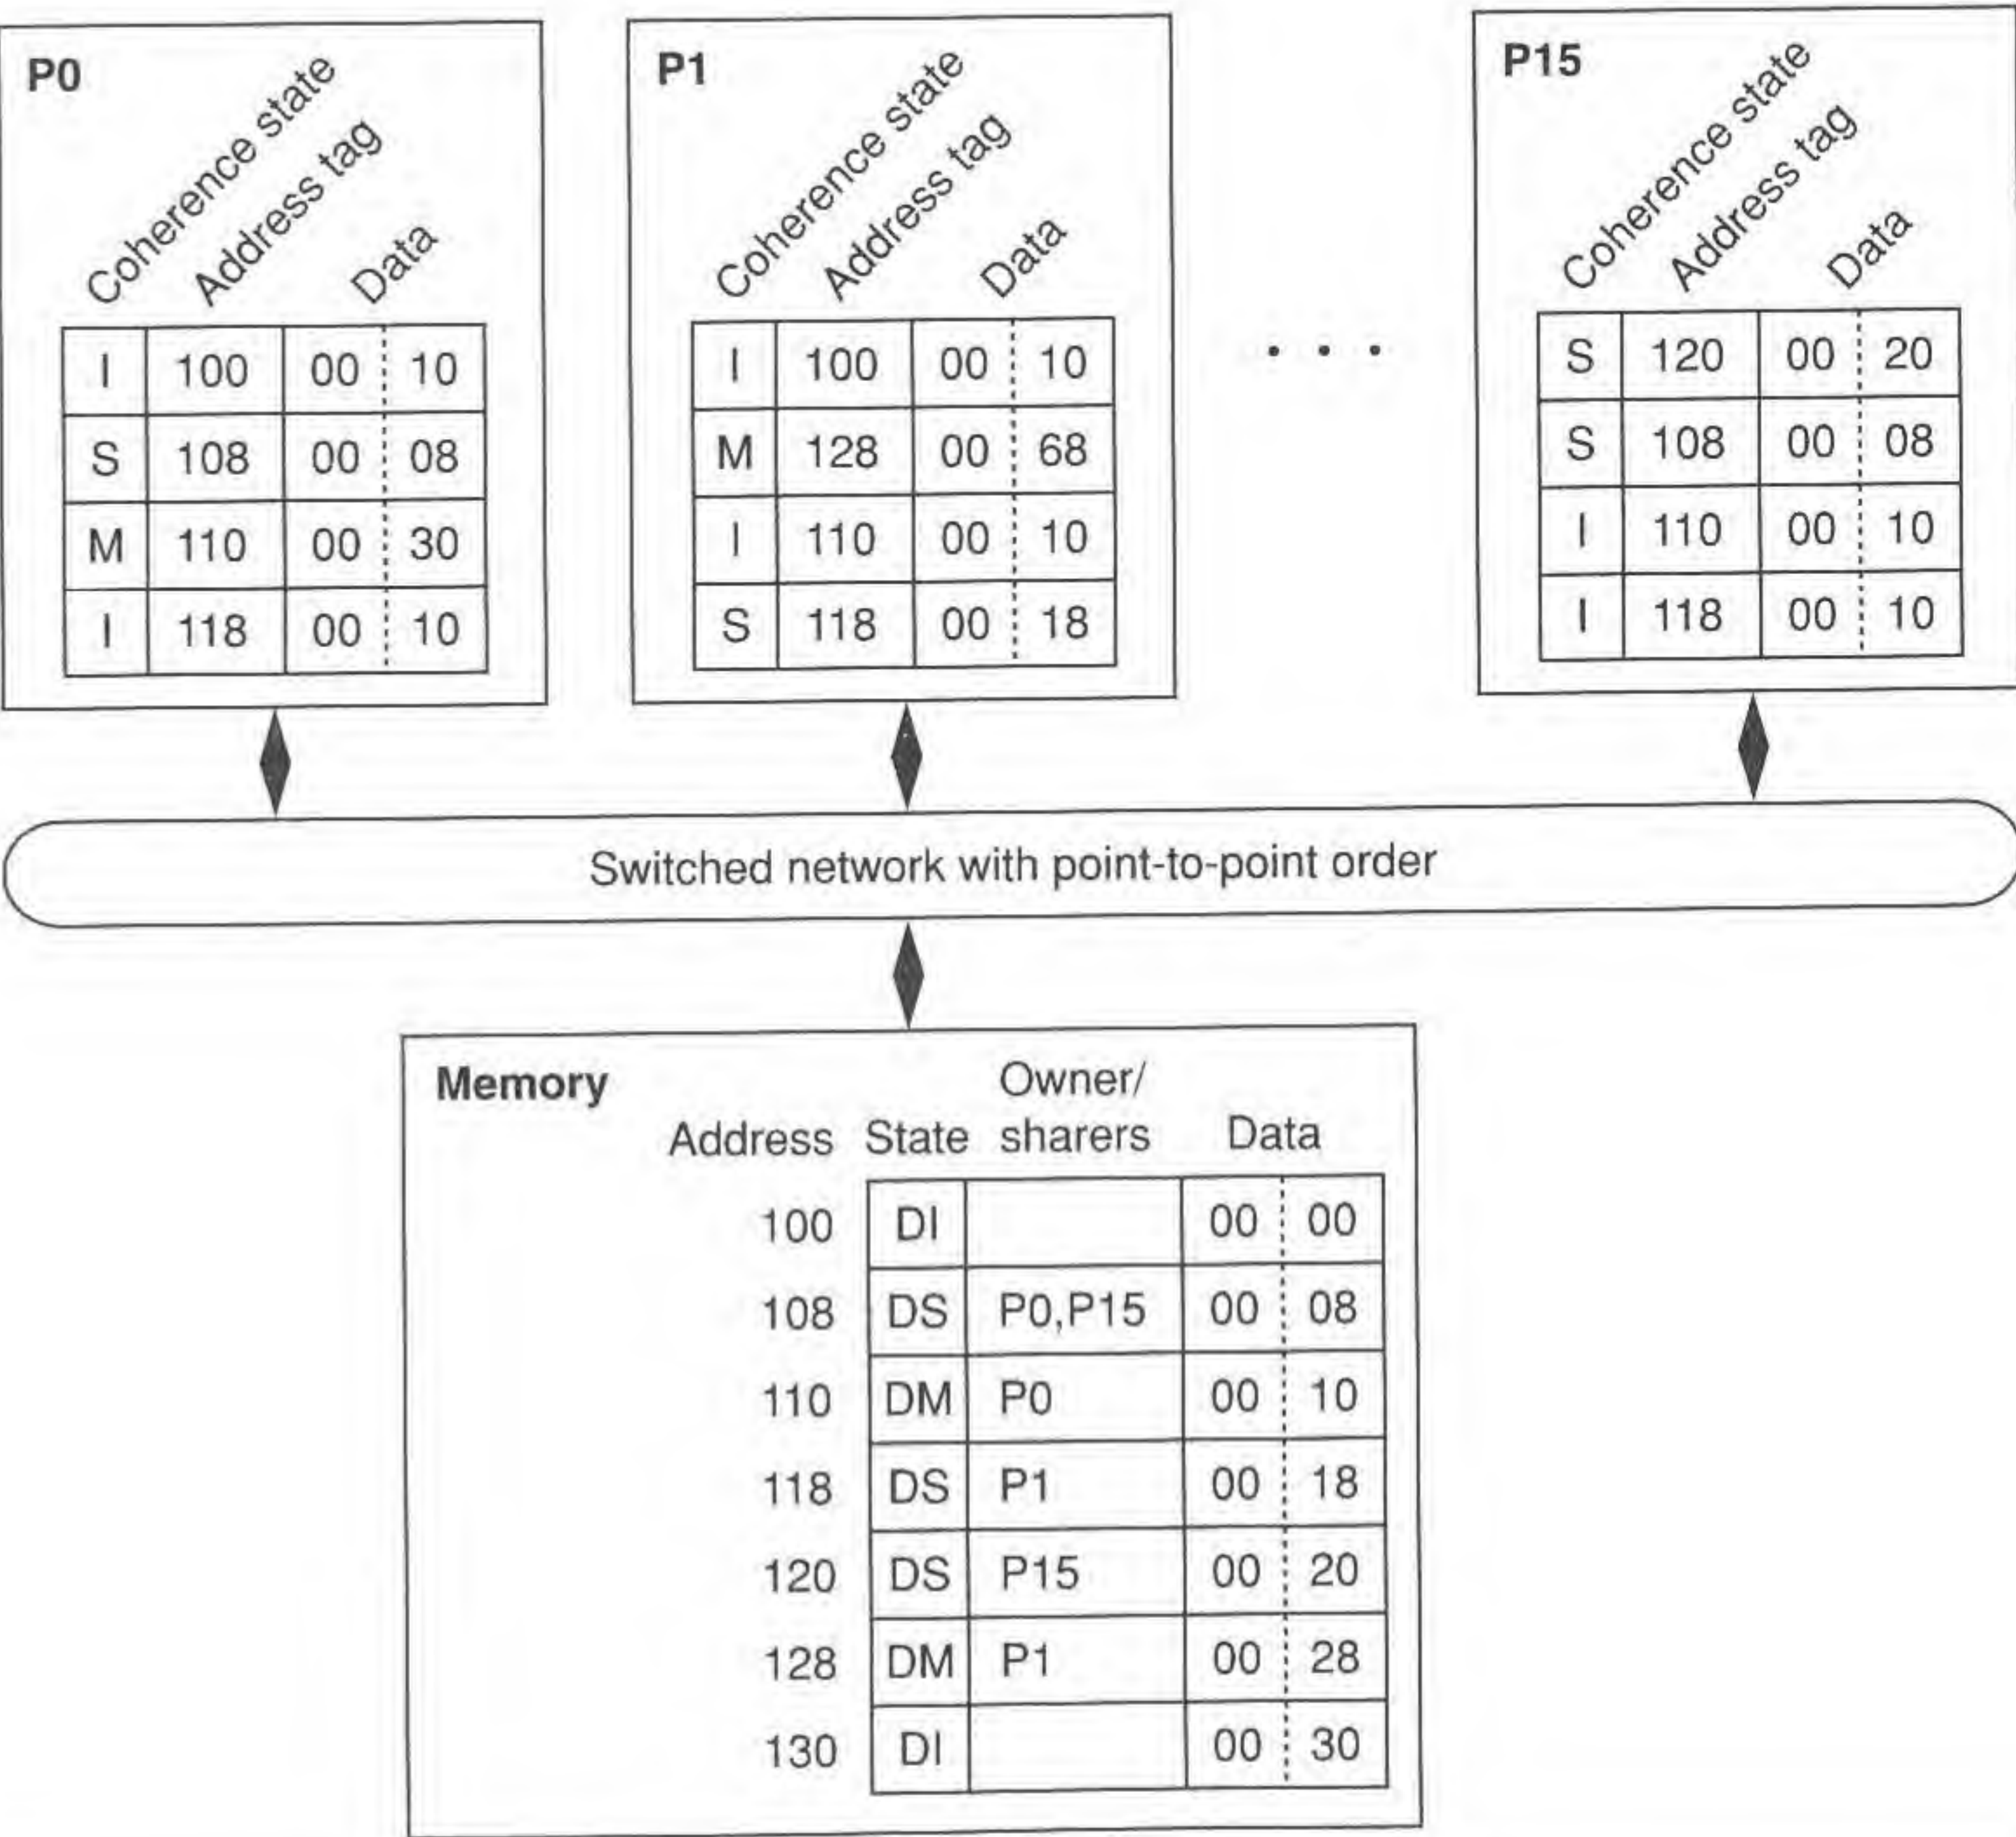 P0
Coherence state
Address tag
Data
I 100 00 10
S 108 00 08
M 110 00 30
I 118 00 10
P1
Coherence state
Address tag
Data
I 100 00 10
M 128 00 68
I 110 00 10
S 118 00 18
. . .
P15
Coherence state
Address tag
Data
S 120 00 20
S 108 00 08
I 110 00 10
I 118 00 10
Switched network with point-to-point order
Memory
Owner/
Address State sharers Data
100 DI 00 00
108 DS P0,P15 00 08
110 DM P0 00 10
118 DS P1 00 18
120 DS P15 00 20
128 DM P1 00 28
130 DI 00 30